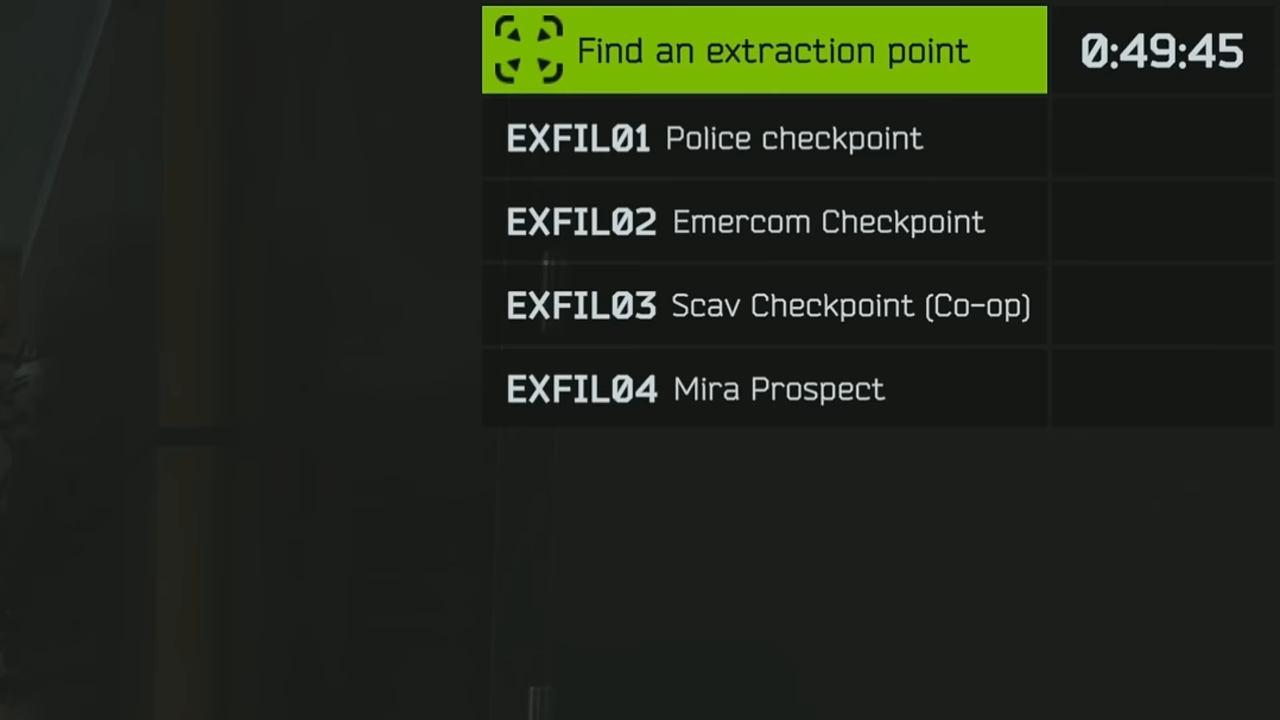 Find an extraction point 0:49:45
EXFIL01 Police checkpoint
EXFIL02 Emercom Checkpoint
EXFIL03 Scav Checkpoint (Co-op)
EXFIL04 Mira Prospect